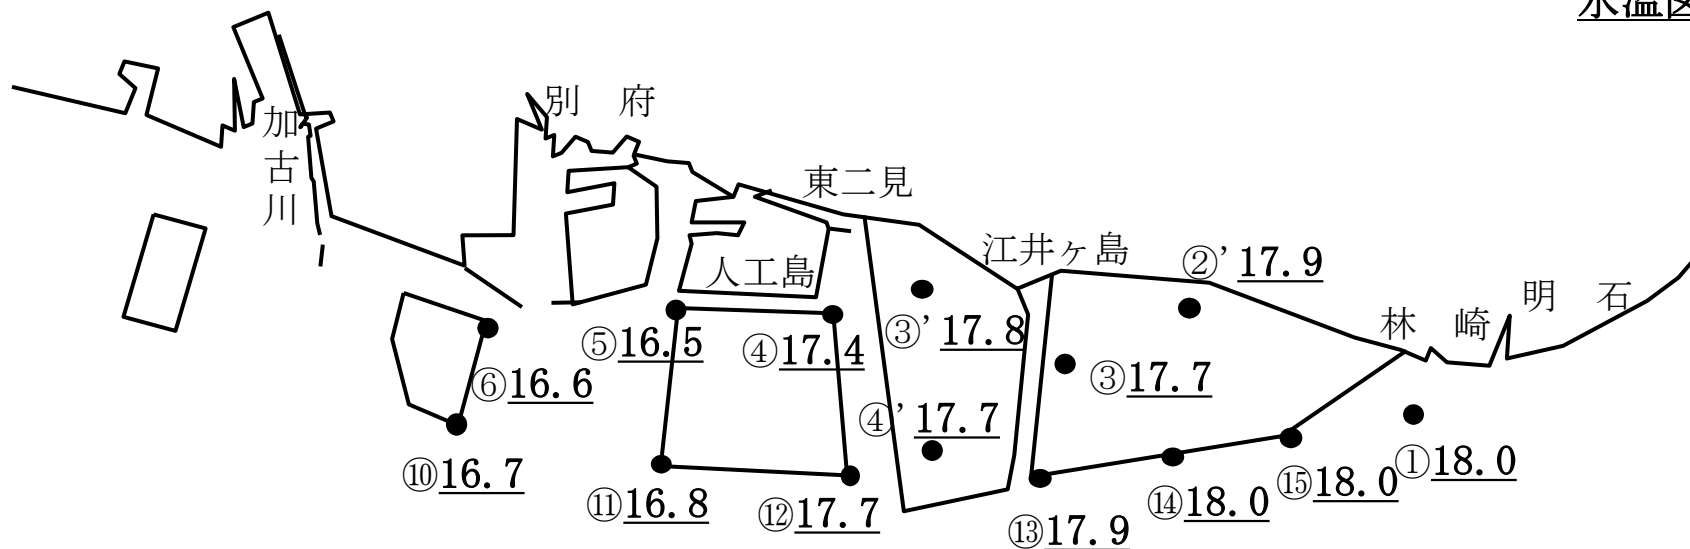 水温図
別　府
加古川
東二見
江井ヶ島
②’ 17.9
人工島
明　石
林　崎
⑤16.5
④17.4
③’ 17.8
⑥16.6
③17.7
④’ 17.7
⑩16.7
⑪16.8
⑫17.7
⑬17.9
⑭18.0
⑮18.0
①18.0